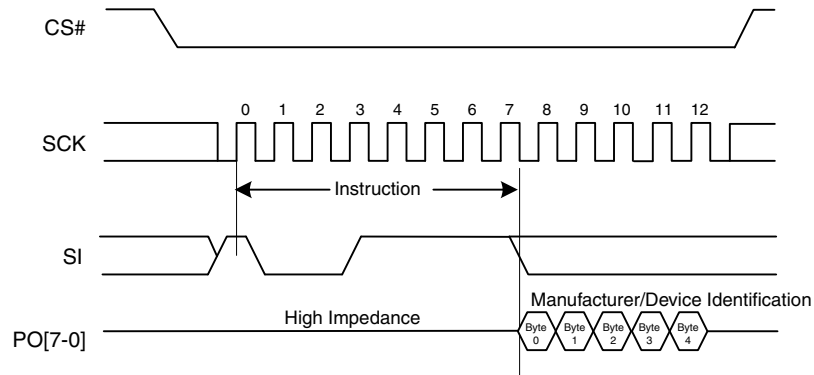 CS#
0 1 2 3 4 5 6 7 8 9 10 11 12
SCK
Instruction
SI
Manufacturer/Device Identification
High Impedance
PO[7-0]
Byte 0
Byte 1
Byte 2
Byte 3
Byte 4